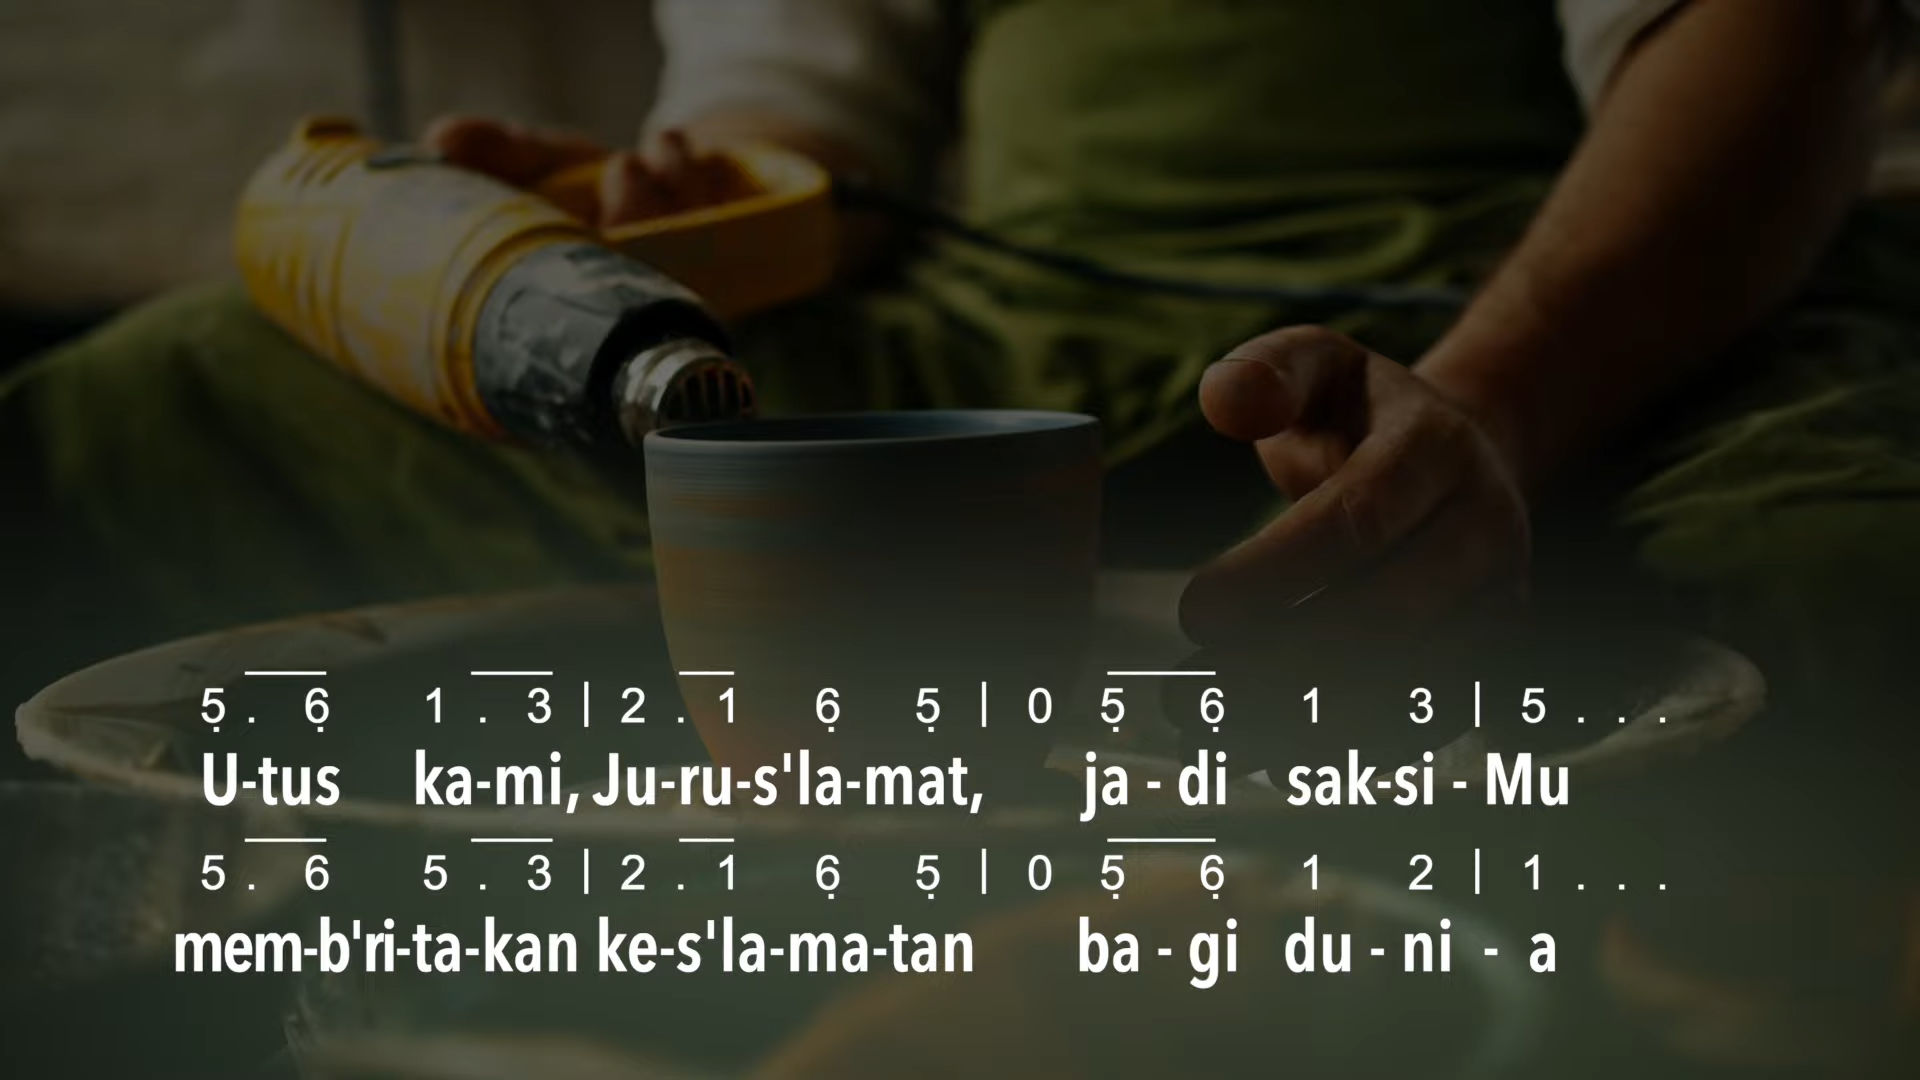 5̣ . 6̣ 1 . 3 | 2 . 1 6̣ 5̣ | 0 5̣ 6̣ 1 3 | 5 . . .
U-tus ka-mi, Ju-ru-s'la-mat, ja - di sak-si - Mu
5 . 6 5 . 3 | 2 . 1 6̣ 5̣ | 0 5̣ 6̣ 1 2 | 1 . . .
mem-b'ri-ta-kan ke-s'la-ma-tan ba - gi du - ni - a